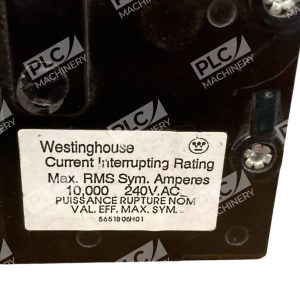 PLC
MACHINERY
Westinghouse
Current Interrupting Rating
Max. RMS Sym. Amperes
10,000 240V.AC.
PUISSANCE RUPTURE NOM
VAL. EFF. MAX. SYM.
5651B06H01